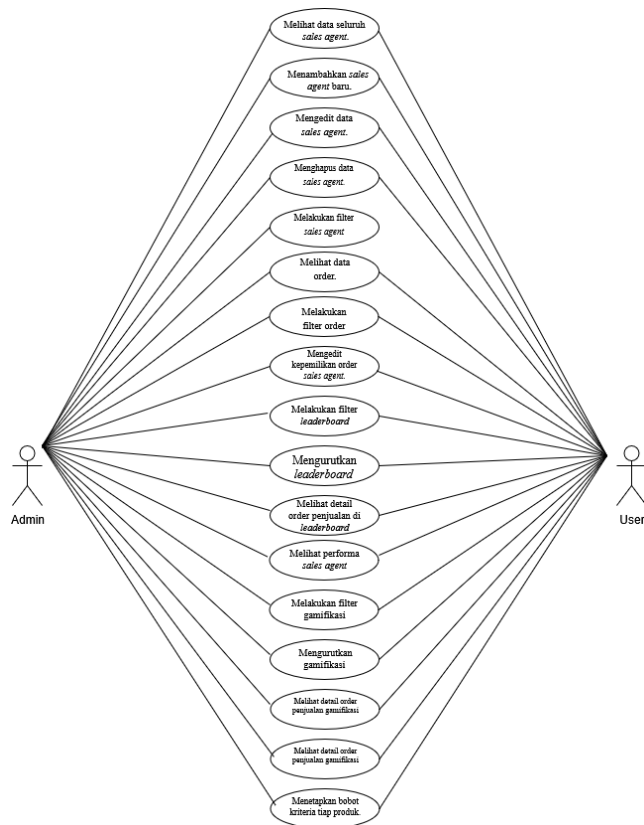 Melihat data seluruh
sales agent.
Menambahkan sales
agent baru.
Mengedit data
sales agent.
Menghapus data
sales agent.
Melakukan filter
sales agent
Melihat data
order.
Melakukan
filter order
Mengedit
kepemilikan order
sales agent.
Melakukan filter
leaderboard
Mengurutkan
leaderboard
Admin
User
Melihat detail
order penjualan di
leaderboard
Melihat performa
sales agent
Melakukan filter
gamifikasi
Mengurutkan
gamifikasi
Melihat detail order
penjualan gamifikasi
Melihat detail order
penjualan gamifikasi
Menetapkan bobot
kriteria tiap produk.